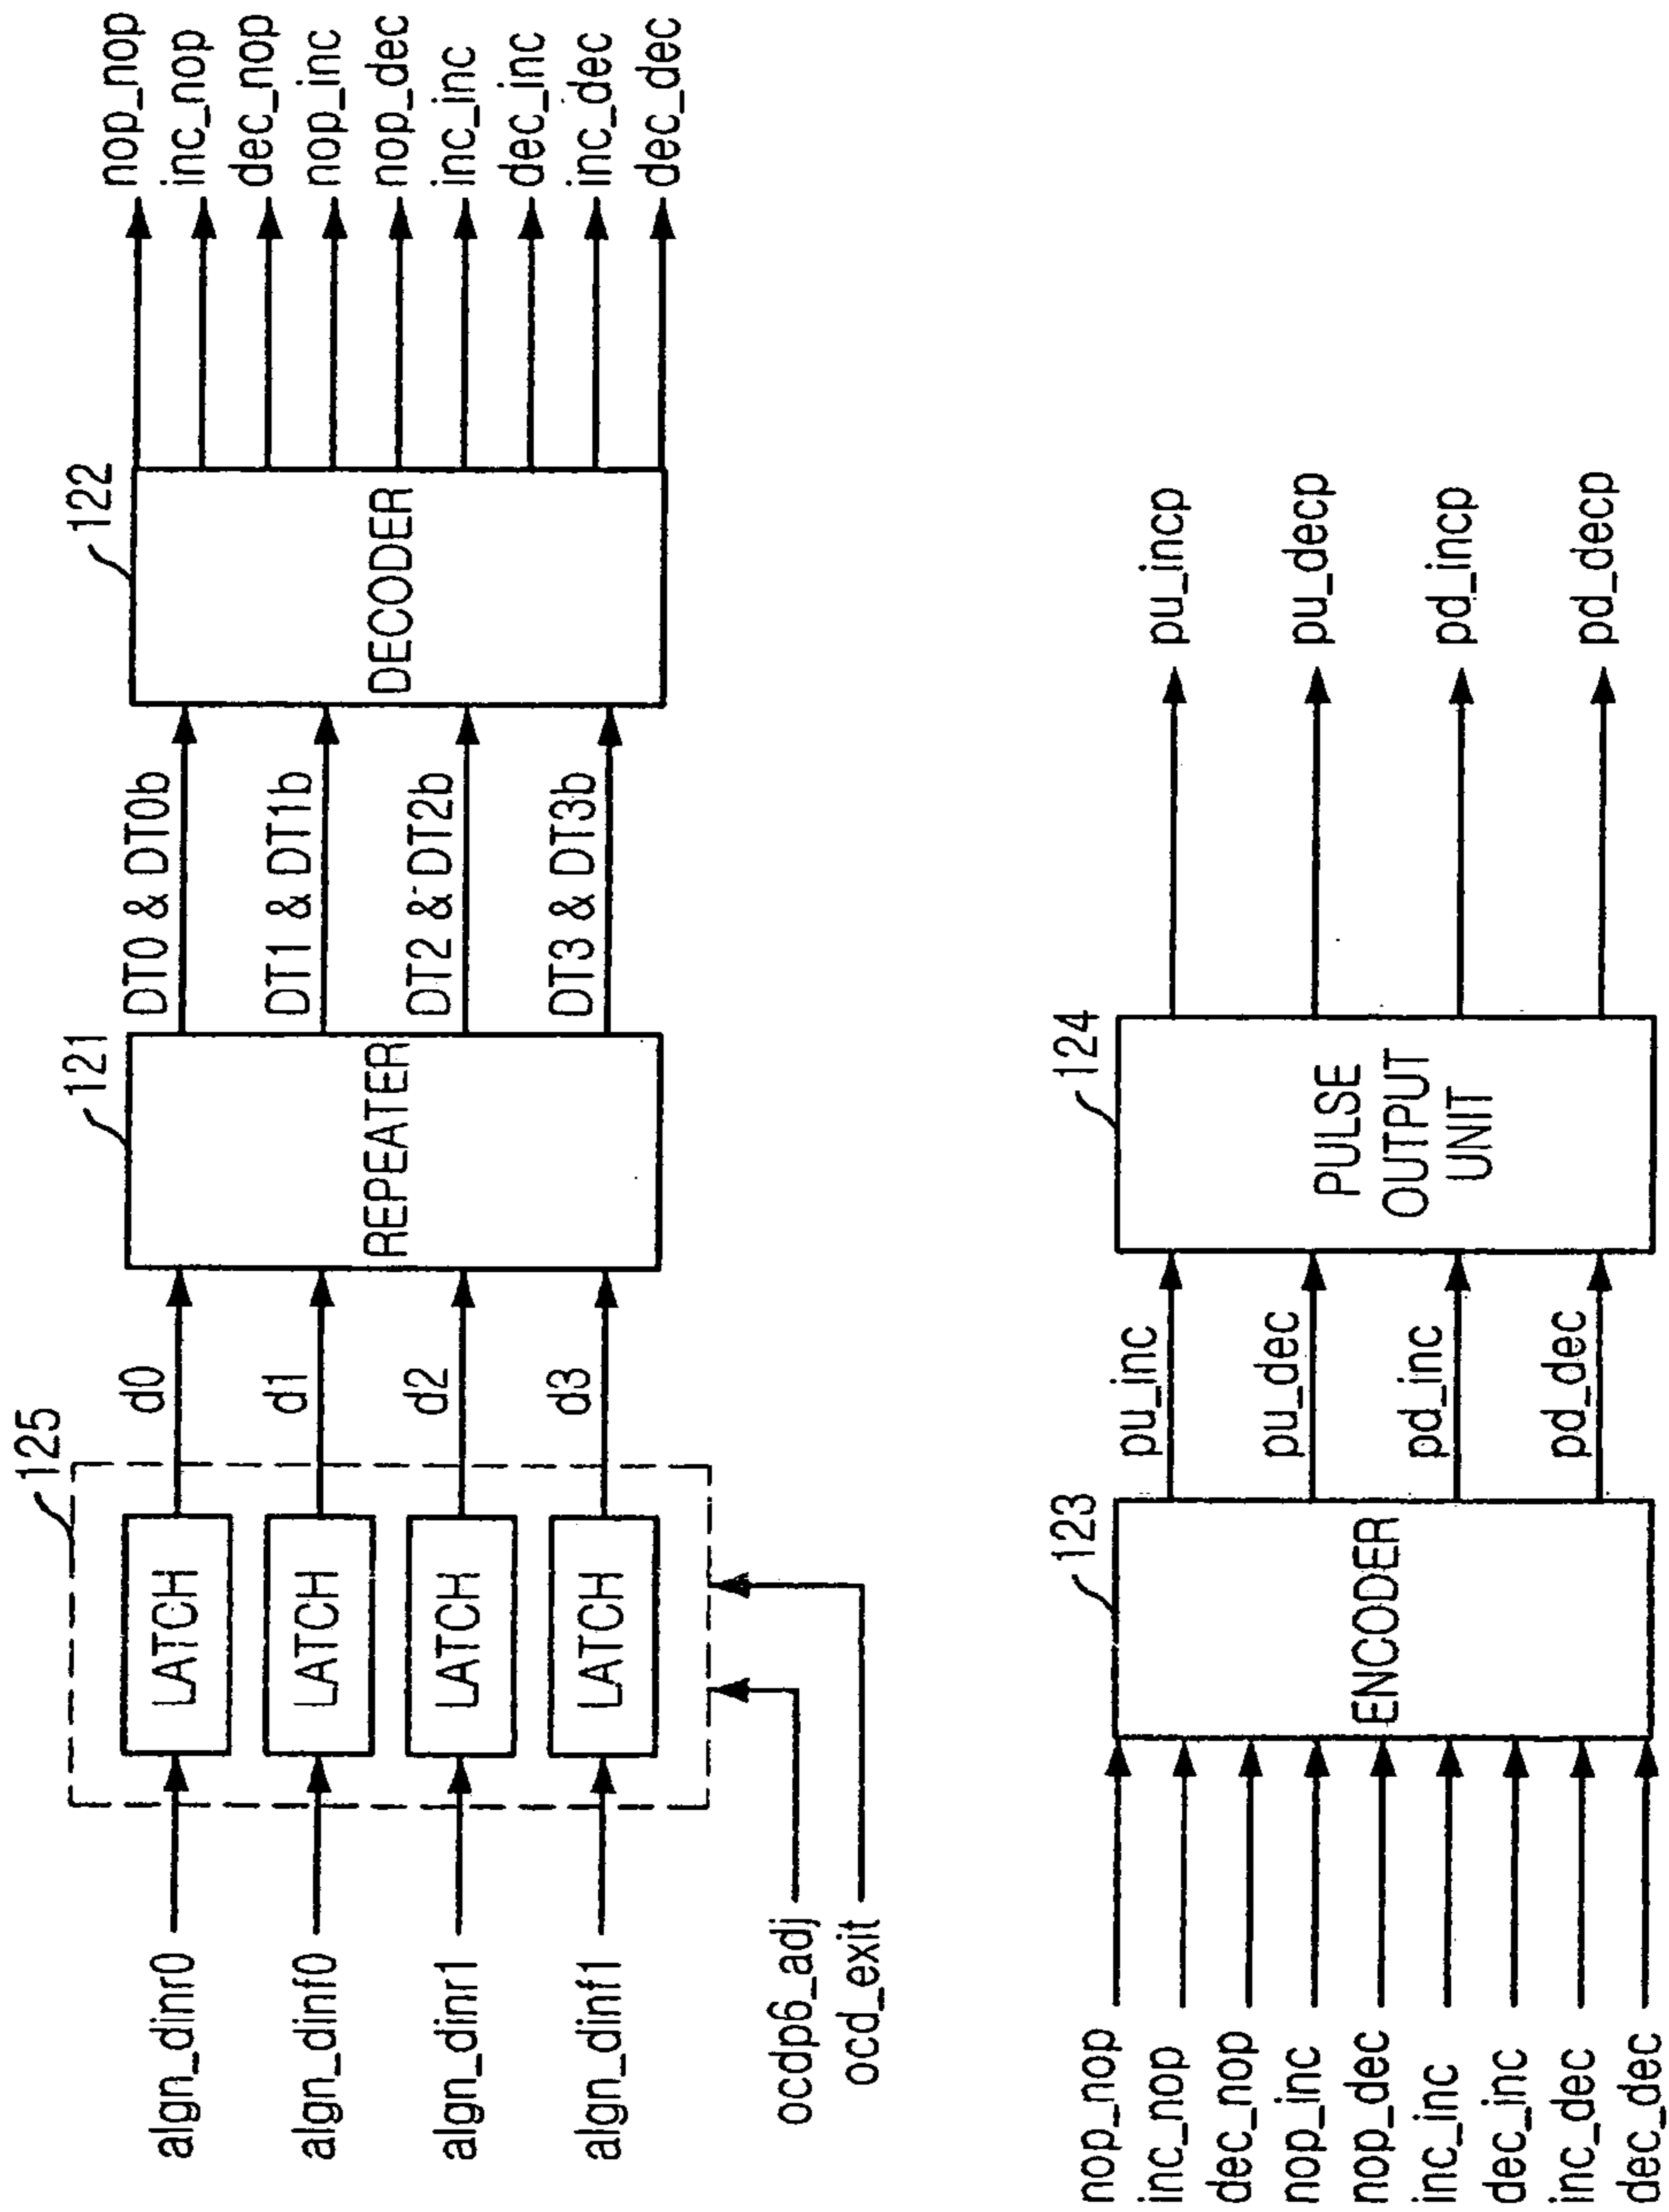 125
121
122
algn_dinr0
LATCH
d0
DT0 & DT0b
algn_dinf0
LATCH
d1
DT1 & DT1b
algn_dinr1
LATCH
d2
DT2 & DT2b
algn_dinf1
LATCH
d3
DT3 & DT3b
REPEATER
DECODER
nop_nop
inc_nop
dec_nop
nop_inc
nop_dec
inc_inc
dec_inc
inc_dec
dec_dec
ocdp6_adj
ocd_exit
123
124
nop_nop
inc_nop
dec_nop
nop_inc
nop_dec
inc_inc
dec_inc
inc_dec
dec_dec
ENCODER
pu_inc
pu_dec
pd_inc
pd_dec
PULSE
OUTPUT
UNIT
pu_incp
pu_decp
pd_incp
pd_decp